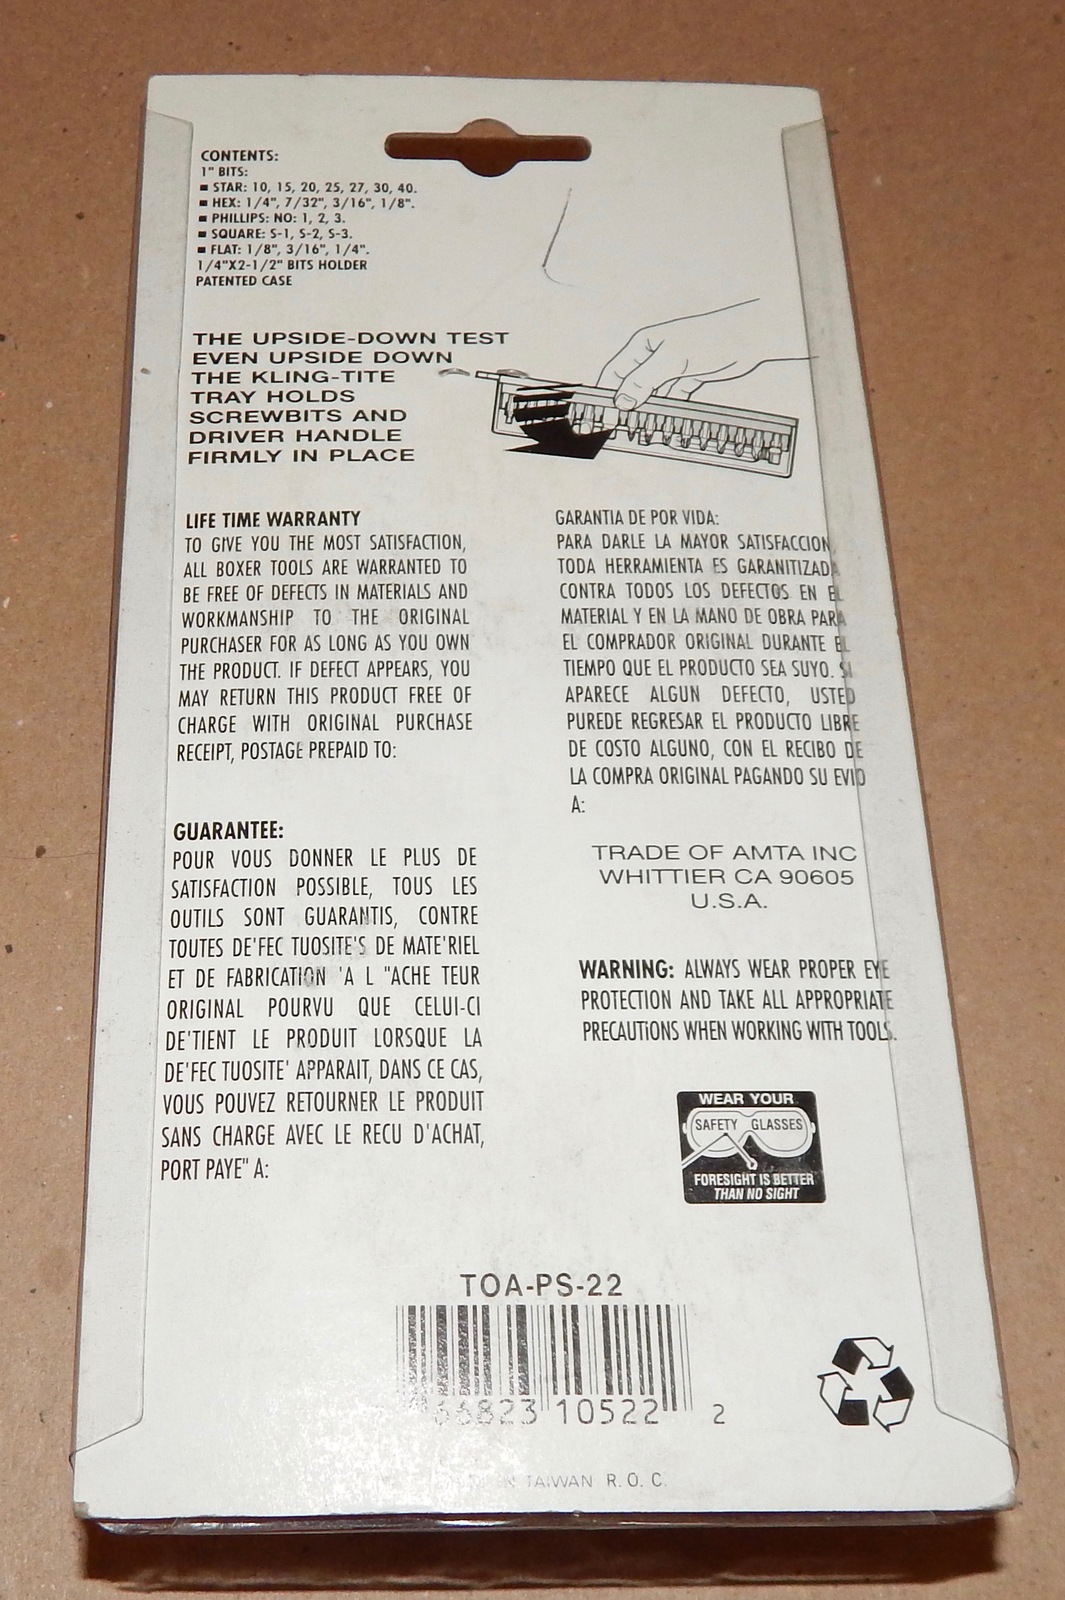 CONTENTS:
1" BITS:
▪ STAR: 10, 15, 20, 25, 27, 30, 40.
▪ HEX: 1/4", 7/32", 3/16", 1/8".
▪ PHILLIPS: NO: 1, 2, 3.
▪ SQUARE: S-1, S-2, S-3.
▪ FLAT: 1/8", 3/16", 1/4".
1/4"X2-1/2" BITS HOLDER
PATENTED CASE
THE UPSIDE-DOWN TEST
EVEN UPSIDE DOWN
THE KLING-TITE
TRAY HOLDS
SCREWBITS AND
DRIVER HANDLE
FIRMLY IN PLACE
LIFE TIME WARRANTY
TO GIVE YOU THE MOST SATISFACTION,
ALL BOXER TOOLS ARE WARRANTED TO
BE FREE OF DEFECTS IN MATERIALS AND
WORKMANSHIP TO THE ORIGINAL
PURCHASER FOR AS LONG AS YOU OWN
THE PRODUCT. IF DEFECT APPEARS, YOU
MAY RETURN THIS PRODUCT FREE OF
CHARGE WITH ORIGINAL PURCHASE
RECEIPT, POSTAGE PREPAID TO:
GUARANTEE:
POUR VOUS DONNER LE PLUS DE
SATISFACTION POSSIBLE, TOUS LES
OUTILS SONT GUARANTIS, CONTRE
TOUTES DE'FEC TUOSITE'S DE MATE'RIEL
ET DE FABRICATION 'A L "ACHE TEUR
ORIGINAL POURVU QUE CELUI-CI
DE'TIENT LE PRODUIT LORSQUE LA
DE'FEC TUOSITE' APPARAIT, DANS CE CAS,
VOUS POUVEZ RETOURNER LE PRODUIT
SANS CHARGE AVEC LE RECU D'ACHAT,
PORT PAYE" A:
GARANTIA DE POR VIDA:
PARA DARLE LA MAYOR SATISFACCION,
TODA HERRAMIENTA ES GARANITIZADA
CONTRA TODOS LOS DEFECTOS EN EL
MATERIAL Y EN LA MANO DE OBRA PARA
EL COMPRADOR ORIGINAL DURANTE EL
TIEMPO QUE EL PRODUCTO SEA SUYO. SI
APARECE ALGUN DEFECTO, USTED
PUREDE REGRESAR EL PRODUCTO LIBRE
DE COSTO ALGUNO, CON EL RECIBO DE
LA COMPRA ORIGINAL PAGANDO SU EVIO
A:
TRADE OF AMTA INC
WHITTIER CA 90605
U.S.A.
WARNING: ALWAYS WEAR PROPER EYE
PROTECTION AND TAKE ALL APPROPRIATE
PRECAUTIONS WHEN WORKING WITH TOOLS.
WEAR YOUR
SAFETY GLASSES
FORESIGHT IS BETTER
THAN NO SIGHT
TOA-PS-22
66823 10522 2
TAIWAN R.O.C.